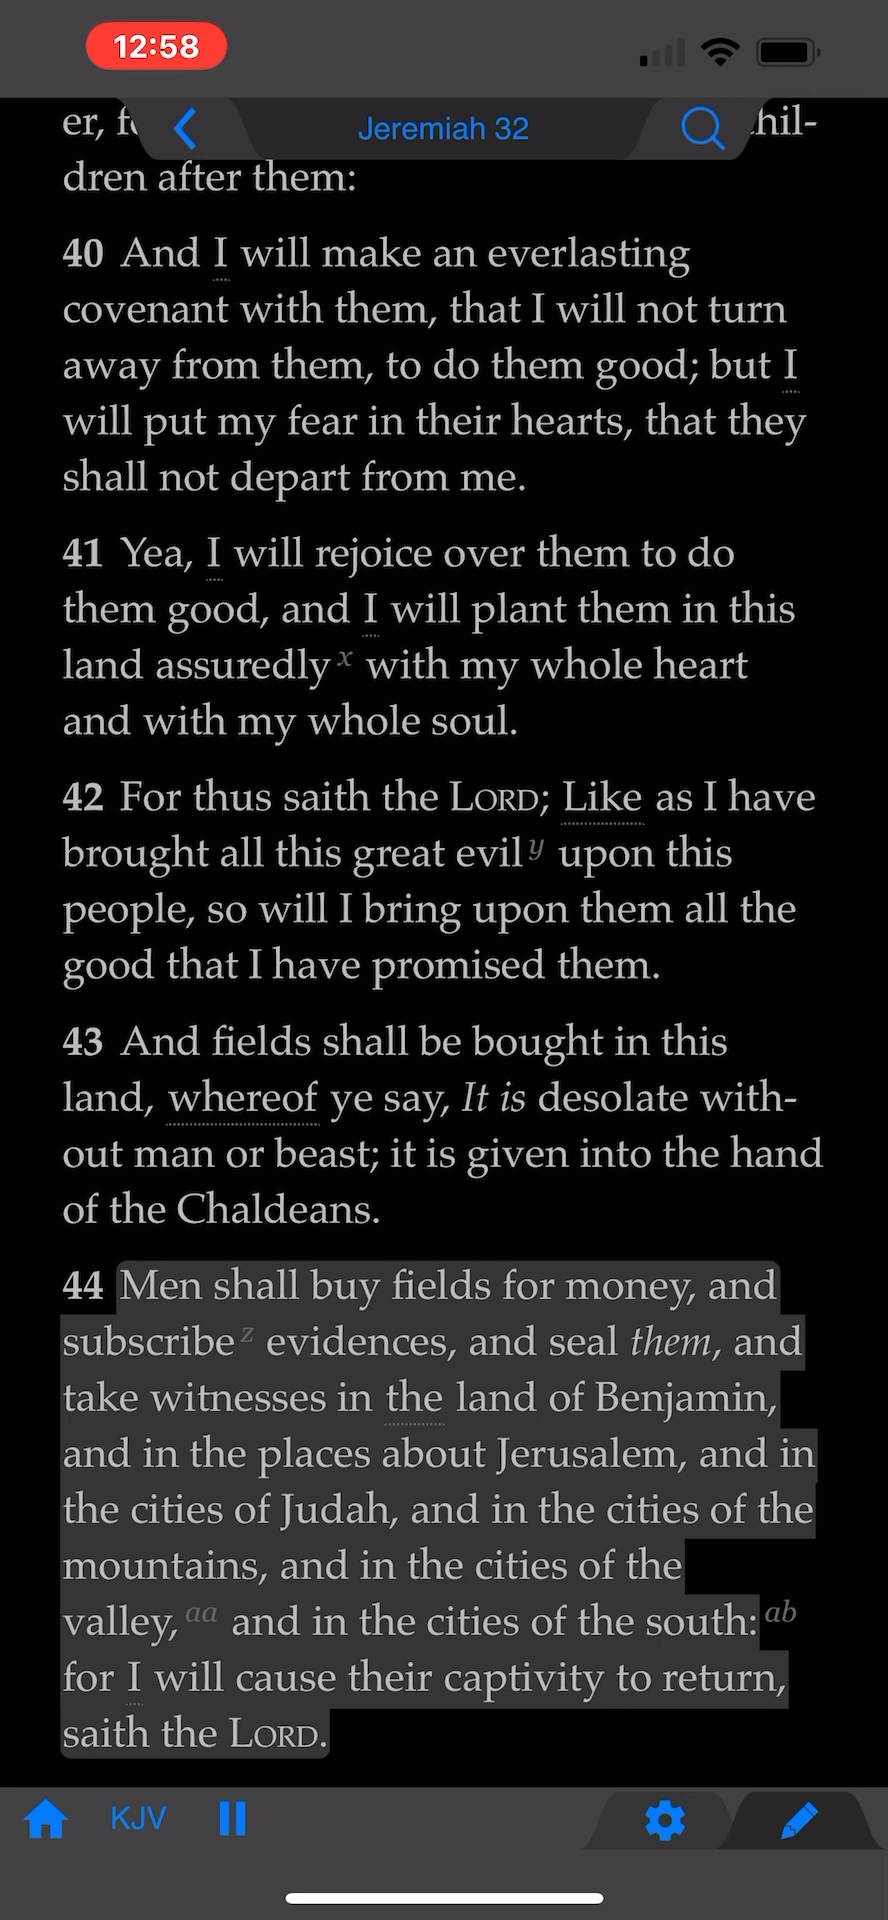 12:58
er, f
Jeremiah 32
hil-
dren after them:
40 And I will make an everlasting
covenant with them, that I will not turn
away from them, to do them good; but I
will put my fear in their hearts, that they
shall not depart from me.
41 Yea, I will rejoice over them to do
them good, and I will plant them in this
land assuredly x with my whole heart
and with my whole soul.
42 For thus saith the LORD; Like as I have
brought all this great evil y upon this
people, so will I bring upon them all the
good that I have promised them.
43 And fields shall be bought in this
land, whereof ye say, It is desolate with-
out man or beast; it is given into the hand
of the Chaldeans.
44 Men shall buy fields for money, and
subscribe z evidences, and seal them, and
take witnesses in the land of Benjamin,
and in the places about Jerusalem, and in
the cities of Judah, and in the cities of the
mountains, and in the cities of the
valley, aa and in the cities of the south: ab
for I will cause their captivity to return,
saith the LORD.
KJV